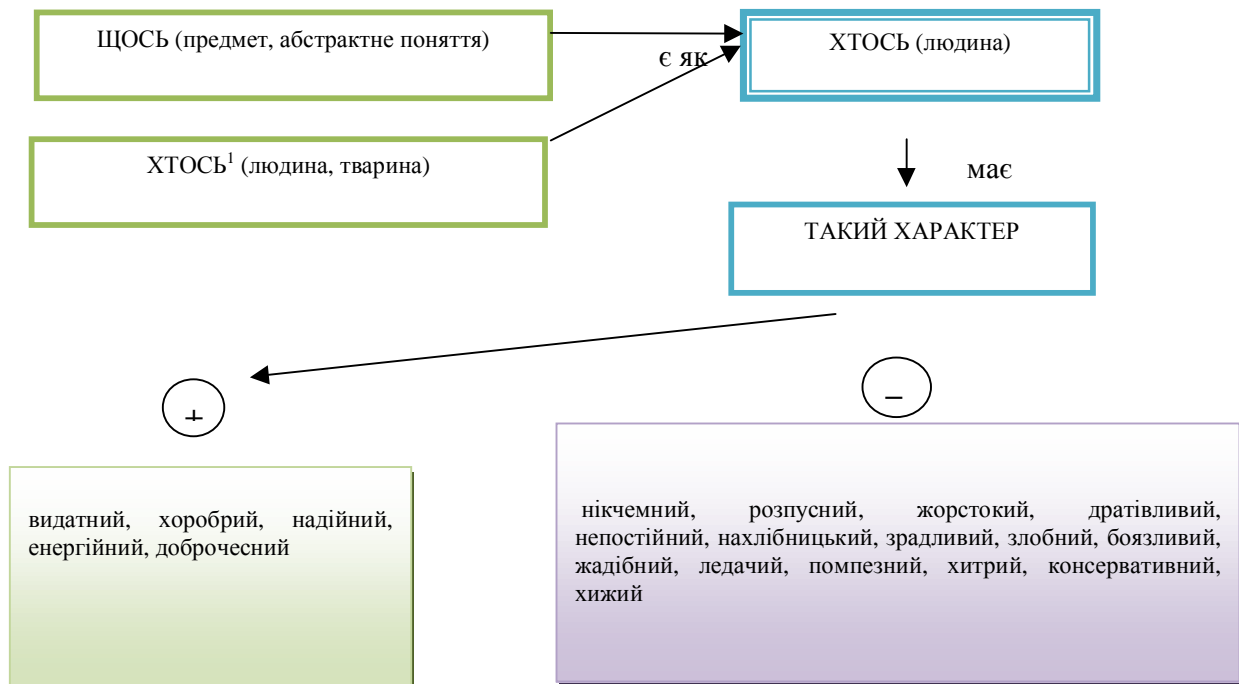 ЩОСЬ (предмет, абстрактне поняття)
ХТОСЬ (людина)
є як
ХТОСЬ¹ (людина, тварина)
має
ТАКИЙ ХАРАКТЕР
+
–
видатний, хоробрий, надійний,
енергійний, доброчесний
нікчемний, розпусний, жорстокий, дратівливий,
непостійний, нахлібницький, зрадливий, злобний, боязливий,
жадібний, ледачий, помпезний, хитрий, консервативний,
хижий